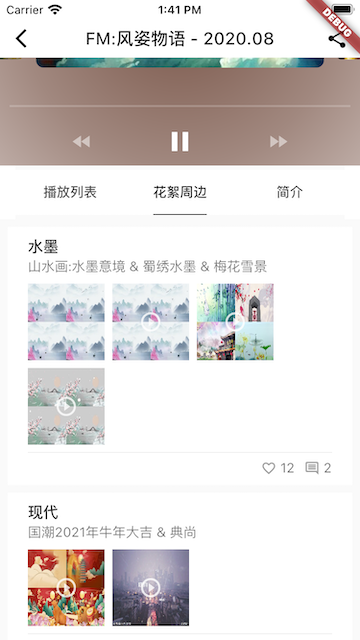 Carrier 1:41 PM
DEBUG
FM:风姿物语 - 2020.08
播放列表 花絮周边 简介
水墨
山水画:水墨意境 & 蜀绣水墨 & 梅花雪景
12 2
现代
国潮2021年牛年大吉 & 典尚